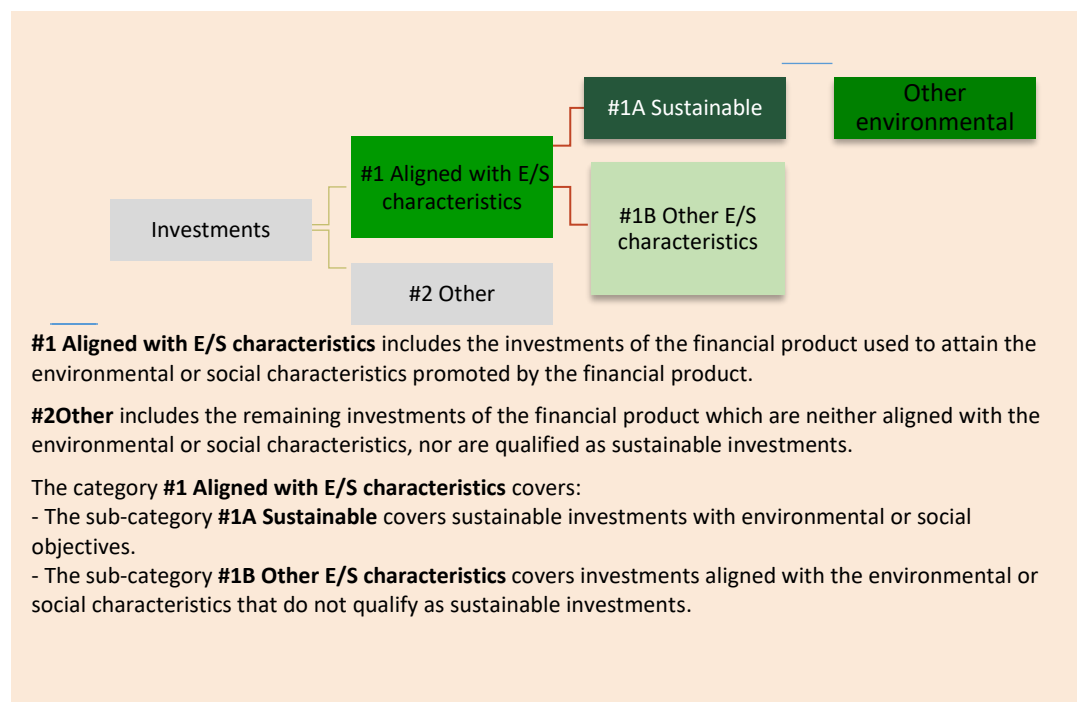 #1A Sustainable
Other
environmental
#1 Aligned with E/S
characteristics
#1B Other E/S
characteristics
Investments
#2 Other
#1 Aligned with E/S characteristics includes the investments of the financial product used to attain the
environmental or social characteristics promoted by the financial product.
#2Other includes the remaining investments of the financial product which are neither aligned with the
environmental or social characteristics, nor are qualified as sustainable investments.
The category #1 Aligned with E/S characteristics covers:
- The sub-category #1A Sustainable covers sustainable investments with environmental or social
objectives.
- The sub-category #1B Other E/S characteristics covers investments aligned with the environmental or
social characteristics that do not qualify as sustainable investments.